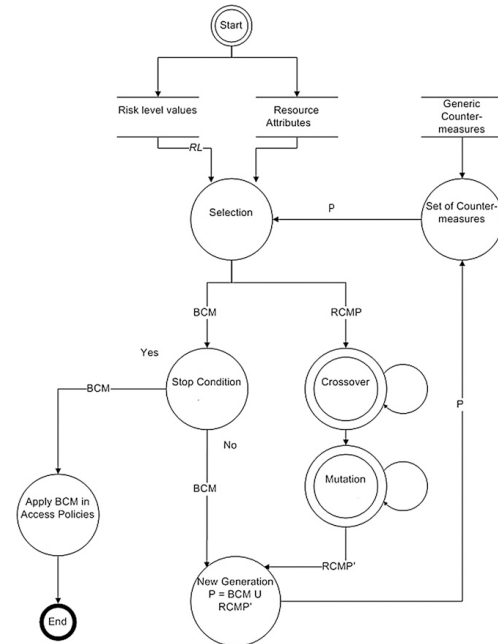 Start
Risk level values
Resource
Attributes
Generic
Counter-
measures
RL
Selection
P
Set of Counter-
measures
BCM
RCMP
Yes
Stop Condition
Crossover
BCM
P
No
Mutation
BCM
Apply BCM in
Access Policies
RCMP'
New Generation
P = BCM U
RCMP'
End